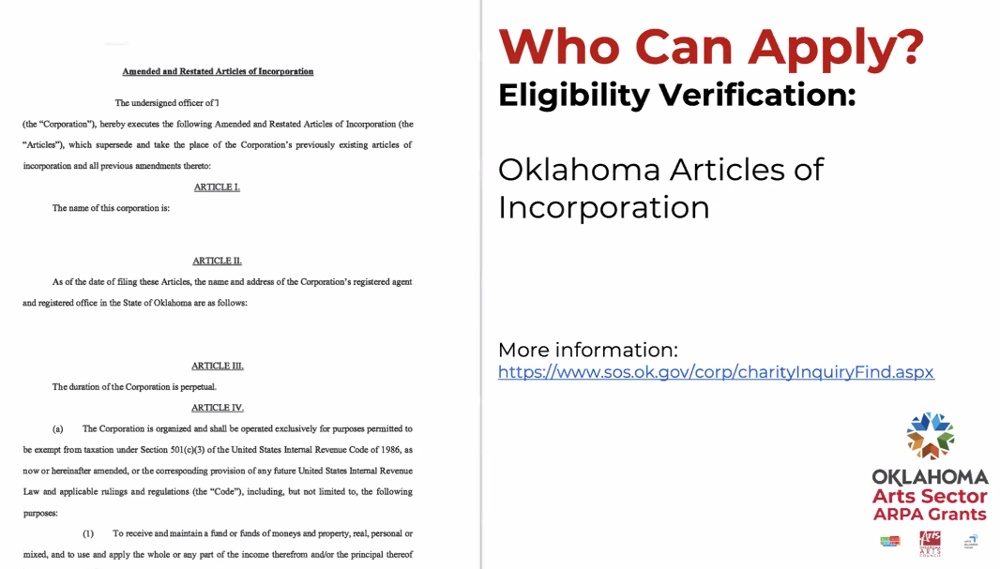 Amended and Restated Articles of Incorporation
The undersigned officer of
(the “Corporation”), hereby executes the following Amended and Restated Articles of Incorporation (the
“Articles”), which supersede and take the place of the Corporation’s previously existing articles of
incorporation and all previous amendments thereto:
ARTICLE I.
The name of this corporation is:
ARTICLE II.
As of the date of filing these Articles, the name and address of the Corporation’s registered agent
and registered office in the State of Oklahoma are as follows:
ARTICLE III.
The duration of the Corporation is perpetual.
ARTICLE IV.
(a) The Corporation is organized and shall be operated exclusively for purposes permitted to
be exempt from taxation under Section 501(c)(3) of the United States Internal Revenue Code of 1986, as
now or hereinafter amended, or the corresponding provision of any future United States Internal Revenue
Law and applicable rulings and regulations (the “Code”), including, but not limited to, the following
purposes:
(1) To receive and maintain a fund or funds of moneys and property, real, personal or
mixed, and to use and apply the whole or any part of the income therefrom and/or the principal thereof
Who Can Apply?
Eligibility Verification:
Oklahoma Articles of
Incorporation
More information:
https://www.sos.ok.gov/corp/charityInquiryFind.aspx
OKLAHOMA
Arts Sector
ARPA Grants
Arts
OKLAHOMA
ARTS
COUNCIL